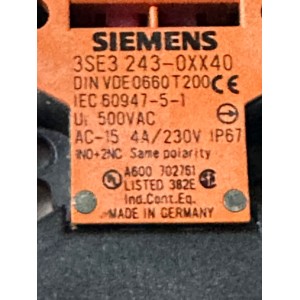 SIEMENS
3SE3 243-0XX40
DIN VDE 0660 T200 CE
IEC 60947-5-1
Ui 500VAC
AC-15 4A/230V IP67
1NO+2NC Same polarity
A600 702761
LISTED 382E
Ind.Cont.Eq.
MADE IN GERMANY